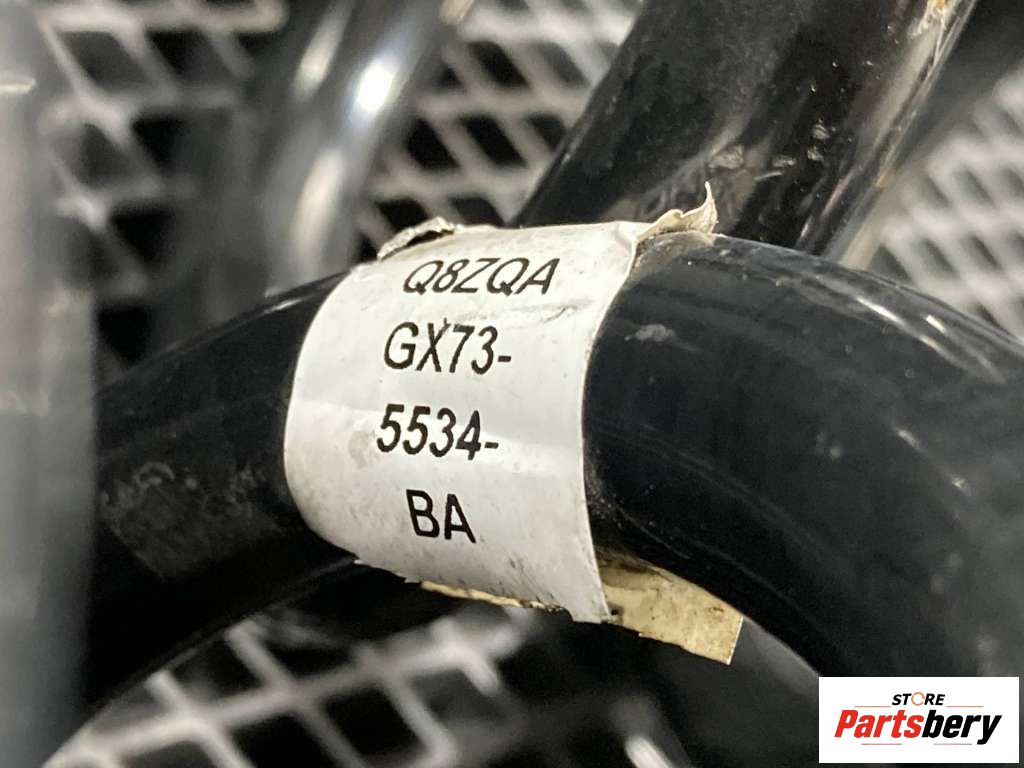 Q8ZQA
GX73-
5534-
BA
STORE
Partsbery